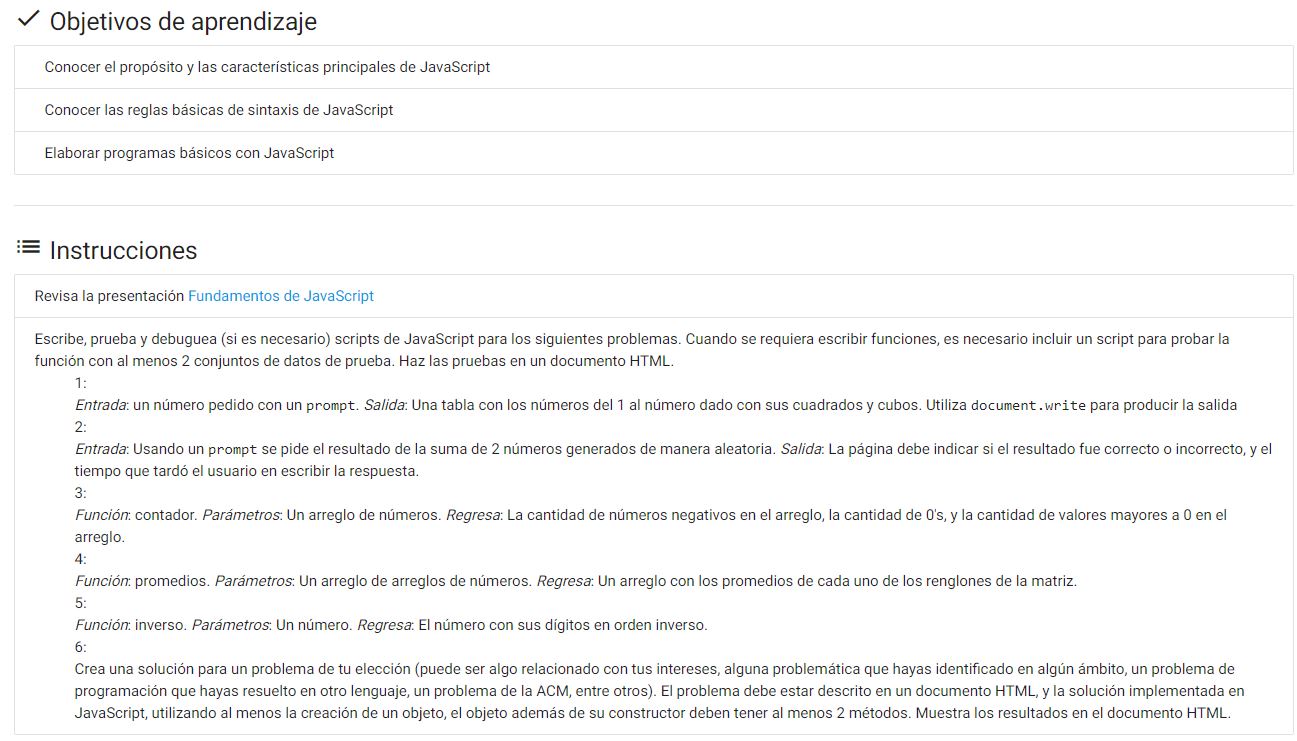 Objetivos de aprendizaje
Conocer el propósito y las características principales de JavaScript
Conocer las reglas básicas de sintaxis de JavaScript
Elaborar programas básicos con JavaScript
Instrucciones
Revisa la presentación Fundamentos de JavaScript
Escribe, prueba y debuguea (si es necesario) scripts de JavaScript para los siguientes problemas. Cuando se requiera escribir funciones, es necesario incluir un script para probar la
función con al menos 2 conjuntos de datos de prueba. Haz las pruebas en un documento HTML.
1:
Entrada: un número pedido con un prompt. Salida: Una tabla con los números del 1 al número dado con sus cuadrados y cubos. Utiliza document.write para producir la salida
2:
Entrada: Usando un prompt se pide el resultado de la suma de 2 números generados de manera aleatoria. Salida: La página debe indicar si el resultado fue correcto o incorrecto, y el
tiempo que tardó el usuario en escribir la respuesta.
3:
Función: contador. Parámetros: Un arreglo de números. Regresa: La cantidad de números negativos en el arreglo, la cantidad de 0's, y la cantidad de valores mayores a 0 en el
arreglo.
4:
Función: promedios. Parámetros: Un arreglo de arreglos de números. Regresa: Un arreglo con los promedios de cada uno de los renglones de la matriz.
5:
Función: inverso. Parámetros: Un número. Regresa: El número con sus dígitos en orden inverso.
6:
Crea una solución para un problema de tu elección (puede ser algo relacionado con tus intereses, alguna problemática que hayas identificado en algún ámbito, un problema de
programación que hayas resuelto en otro lenguaje, un problema de la ACM, entre otros). El problema debe estar descrito en un documento HTML, y la solución implementada en
JavaScript, utilizando al menos la creación de un objeto, el objeto además de su constructor deben tener al menos 2 métodos. Muestra los resultados en el documento HTML.